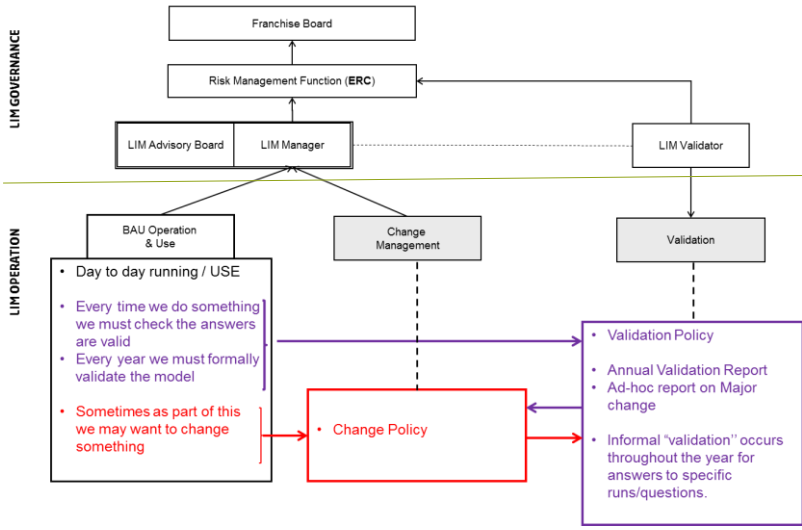 LIM GOVERNANCE
Franchise Board
Risk Management Function (ERC)
LIM Advisory Board
LIM Manager
LIM Validator
LIM OPERATION
BAU Operation
& Use
Change
Management
Validation
• Day to day running / USE
• Every time we do something
we must check the answers
are valid
• Every year we must formally
validate the model
• Sometimes as part of this
we may want to change
something
• Change Policy
• Validation Policy
• Annual Validation Report
• Ad-hoc report on Major
change
• Informal “validation” occurs
throughout the year for
answers to specific
runs/questions.